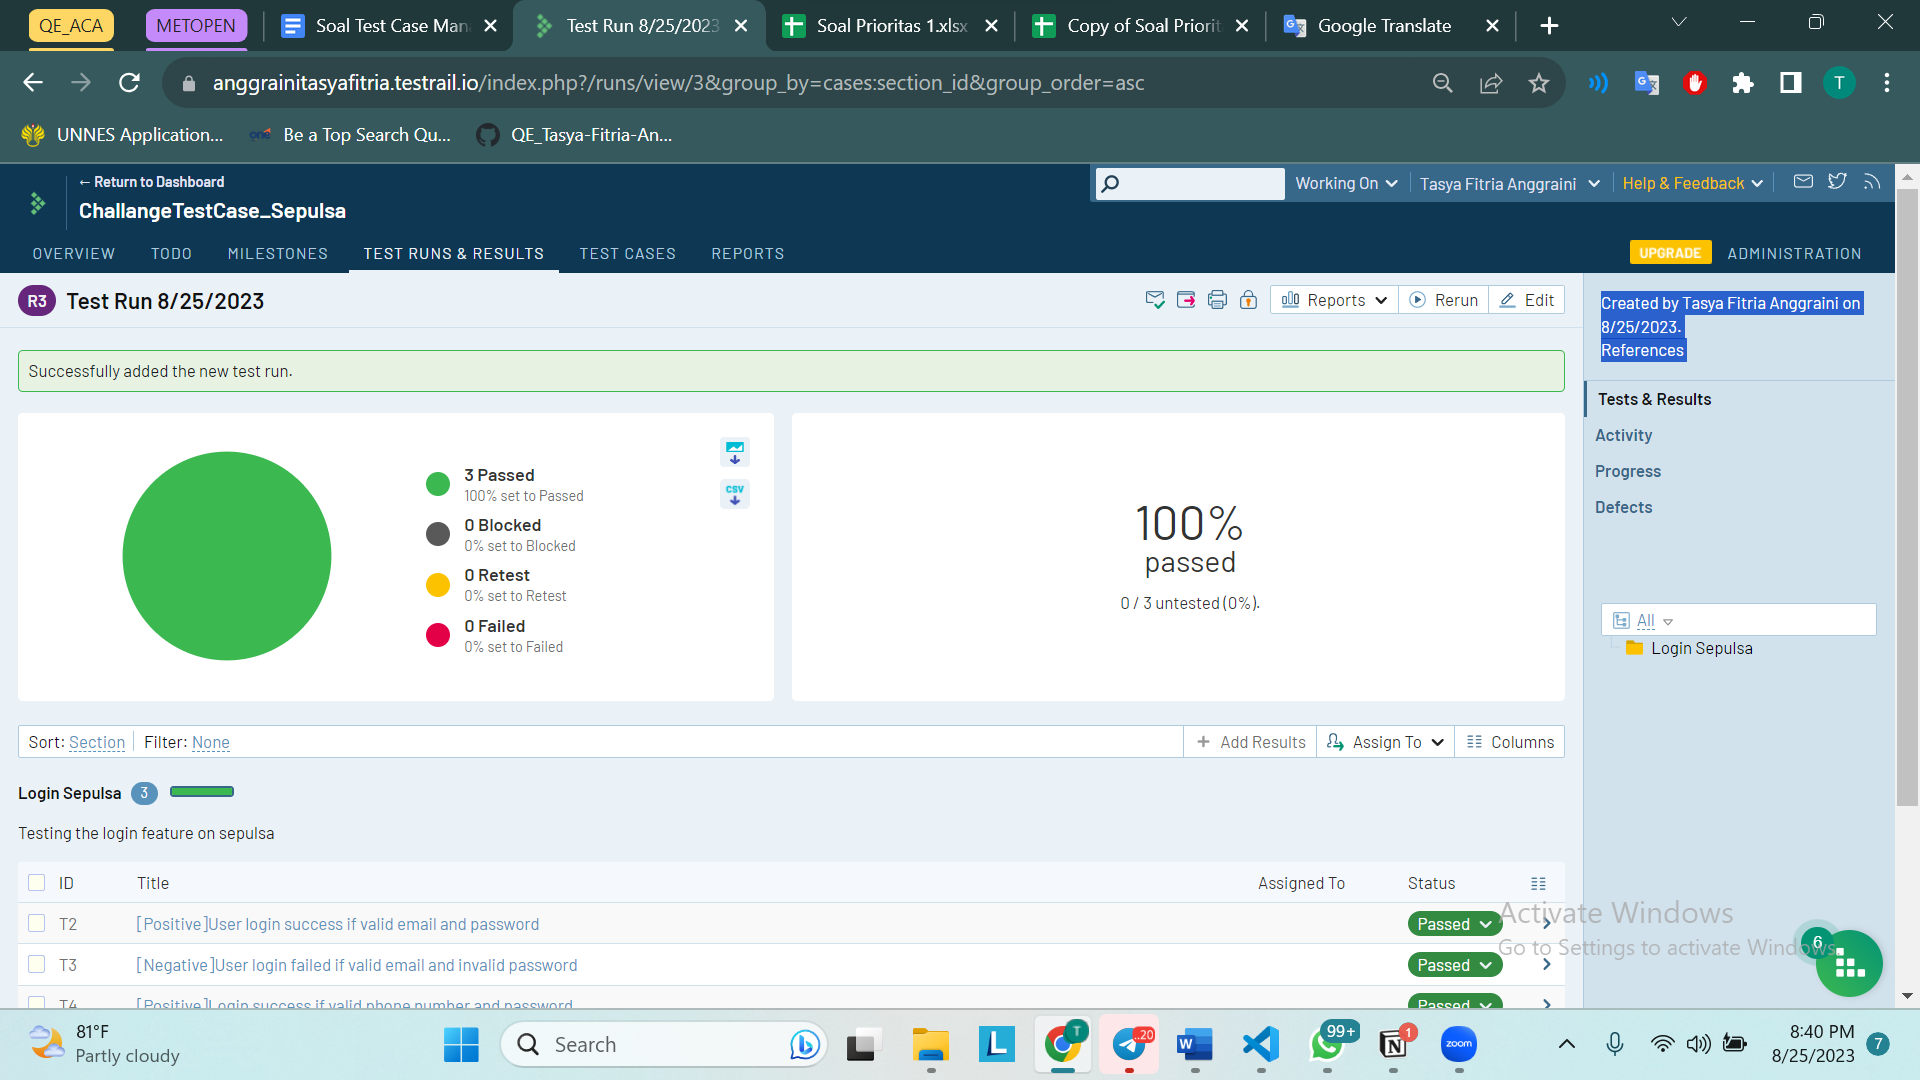 QE_ACA
METOPEN
Soal Test Case Man
Test Run 8/25/2023
Soal Prioritas 1.xlsx
Copy of Soal Priorit
Google Translate
anggrainitasyafitria.testrail.io/index.php?/runs/view/3&group_by=cases:section_id&group_order=asc
T
UNNES Application...
one
Be a Top Search Qu...
QE_Tasya-Fitria-An...
← Return to Dashboard
ChallangeTestCase_Sepulsa
Working On
Tasya Fitria Anggraini
Help & Feedback
OVERVIEW
TODO
MILESTONES
TEST RUNS & RESULTS
TEST CASES
REPORTS
UPGRADE
ADMINISTRATION
R3
Test Run 8/25/2023
Reports
Rerun
Edit
Created by Tasya Fitria Anggraini on
8/25/2023.
References
Successfully added the new test run.
Tests & Results
Activity
Progress
Defects
3 Passed
100% set to Passed
0 Blocked
0% set to Blocked
0 Retest
0% set to Retest
0 Failed
0% set to Failed
CSV
100%
passed
0 / 3 untested (0%).
All
Login Sepulsa
Sort: Section
Filter: None
Add Results
Assign To
Columns
Login Sepulsa
3
Testing the login feature on sepulsa
ID
Title
Assigned To
Status
T2
[Positive]User login success if valid email and password
Passed
T3
[Negative]User login failed if valid email and invalid password
Passed
T4
[Positive]Login success if valid phone number and password
Passed
Activate Windows
Go to Settings to activate Windows.
6
81°F
Partly cloudy
Search
L
T
..20
W
99+
1
zoom
8:40 PM
8/25/2023
7